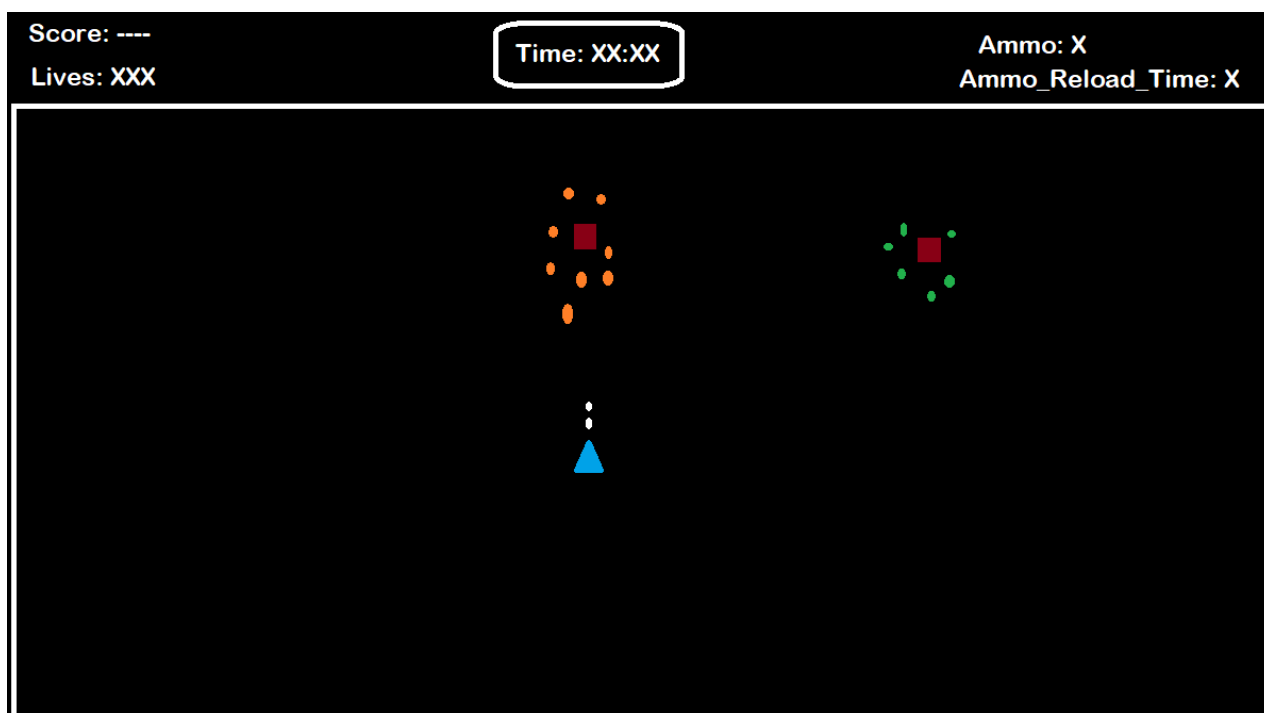 Score: ----
Lives: XXX
Time: XX:XX
Ammo: X
Ammo_Reload_Time: X